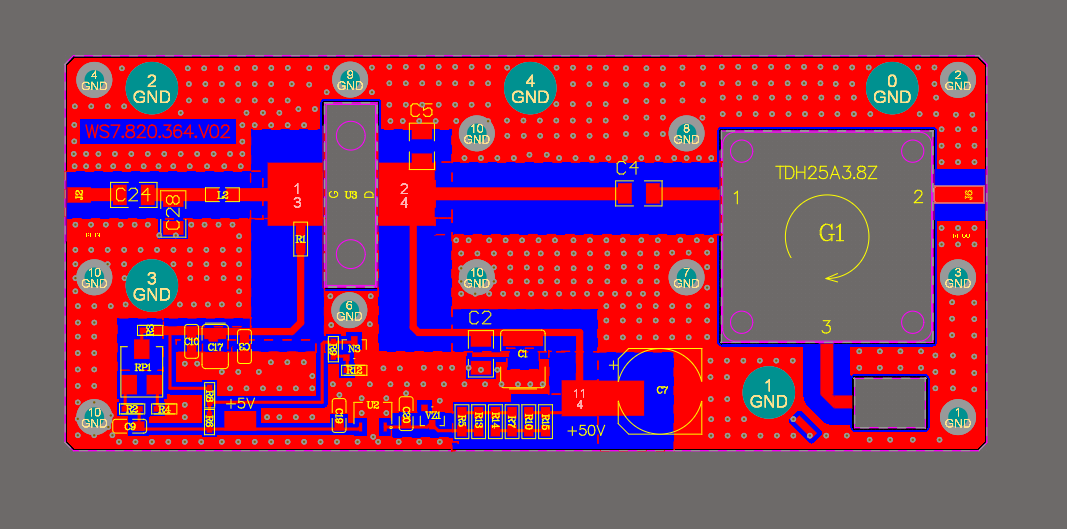 4
GND
2
GND
9
GND
4
GND
0
GND
2
GND
WS7.820.364.V02
C5
10
GND
8
GND
TDH25A3.8Z
J2
C24
C28
L2
1
3
G
U3
D
2
4
C4
1
2
J6
G1
R1
10
GND
3
GND
10
GND
7
GND
3
GND
6
GND
C2
3
R3
C10
C17
C3
N3
R12
C1
RP1
+
C7
11
4
1
GND
10
GND
R2
R4
C9
+5V
C19
U2
C20
VZ1
R5
R13
R14
R7
R10
R15
+50V
1
GND